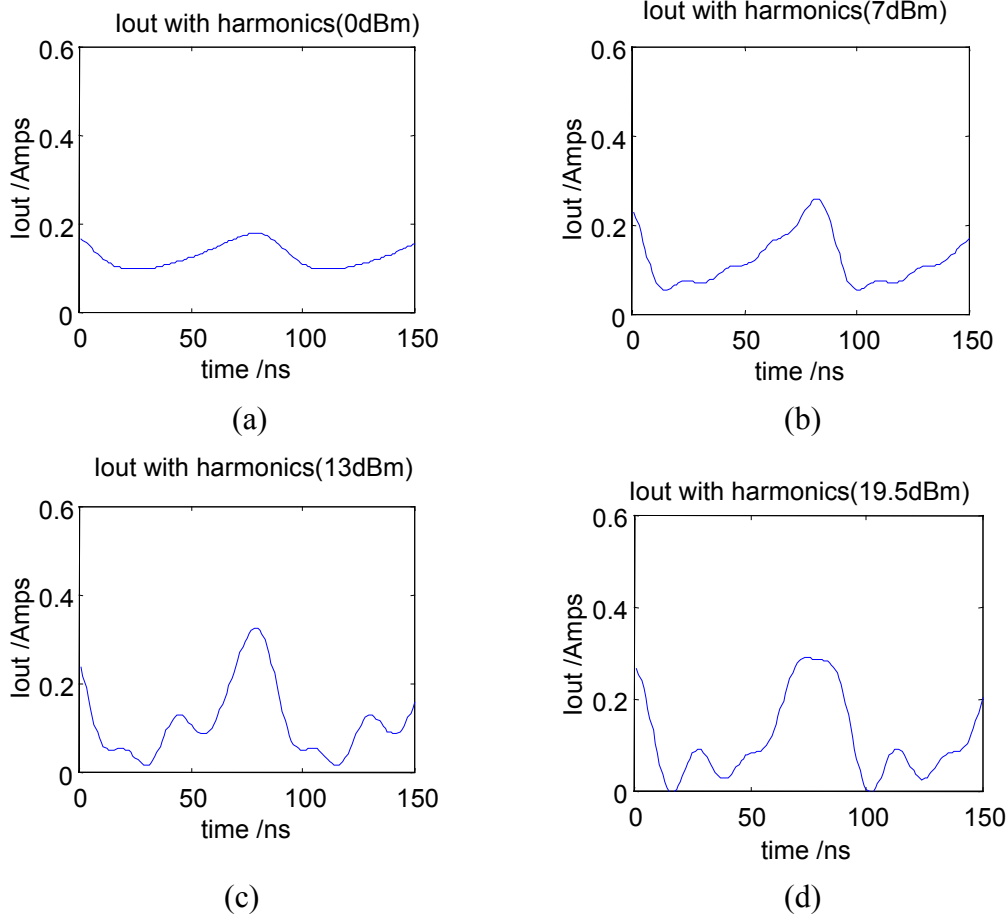 Iout with harmonics(0dBm)
0.6
0.4
0.2
0
Iout /Amps
0 50 100 150
time /ns
(a)
Iout with harmonics(7dBm)
0.6
0.4
0.2
0
Iout /Amps
0 50 100 150
time /ns
(b)
Iout with harmonics(13dBm)
0.6
0.4
0.2
0
Iout /Amps
0 50 100 150
time /ns
(c)
Iout with harmonics(19.5dBm)
0.6
0.4
0.2
0
Iout /Amps
0 50 100 150
time /ns
(d)